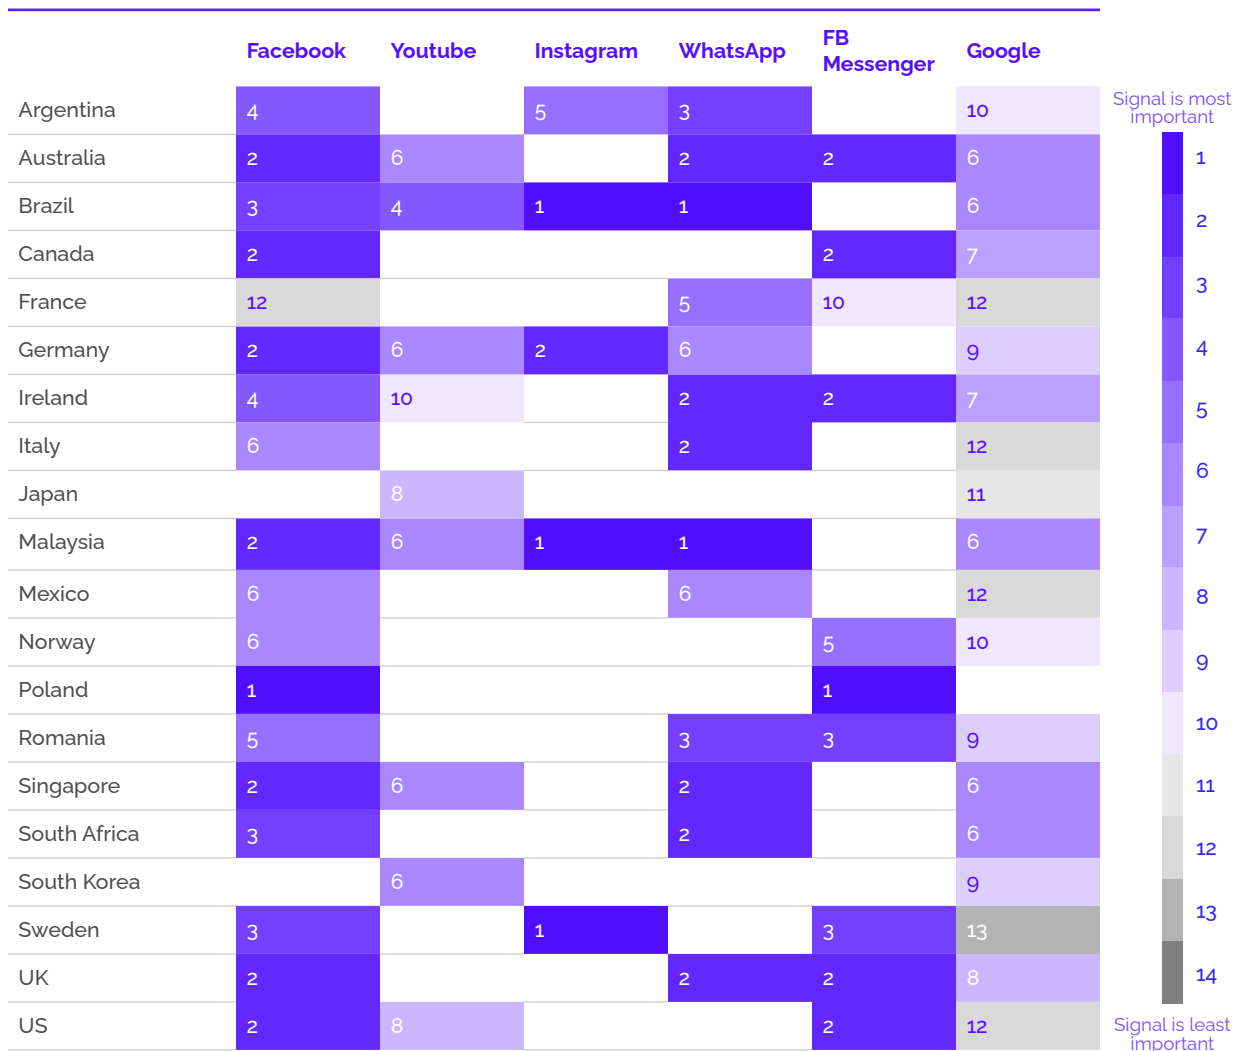 Facebook Youtube Instagram WhatsApp FB Messenger Google
Argentina 4 5 3 10
Australia 2 6 2 2 6
Brazil 3 4 1 1 6
Canada 2 2 7
France 12 5 10 12
Germany 2 6 2 6 9
Ireland 4 10 2 2 7
Italy 6 2 12
Japan 8 11
Malaysia 2 6 1 1 6
Mexico 6 6 12
Norway 6 5 10
Poland 1 1
Romania 5 3 3 9
Singapore 2 6 2 6
South Africa 3 2 6
South Korea 6 9
Sweden 3 1 3 13
UK 2 2 2 8
US 2 8 2 12
Signal is most
important
1
2
3
4
5
6
7
8
9
10
11
12
13
14
Signal is least
important